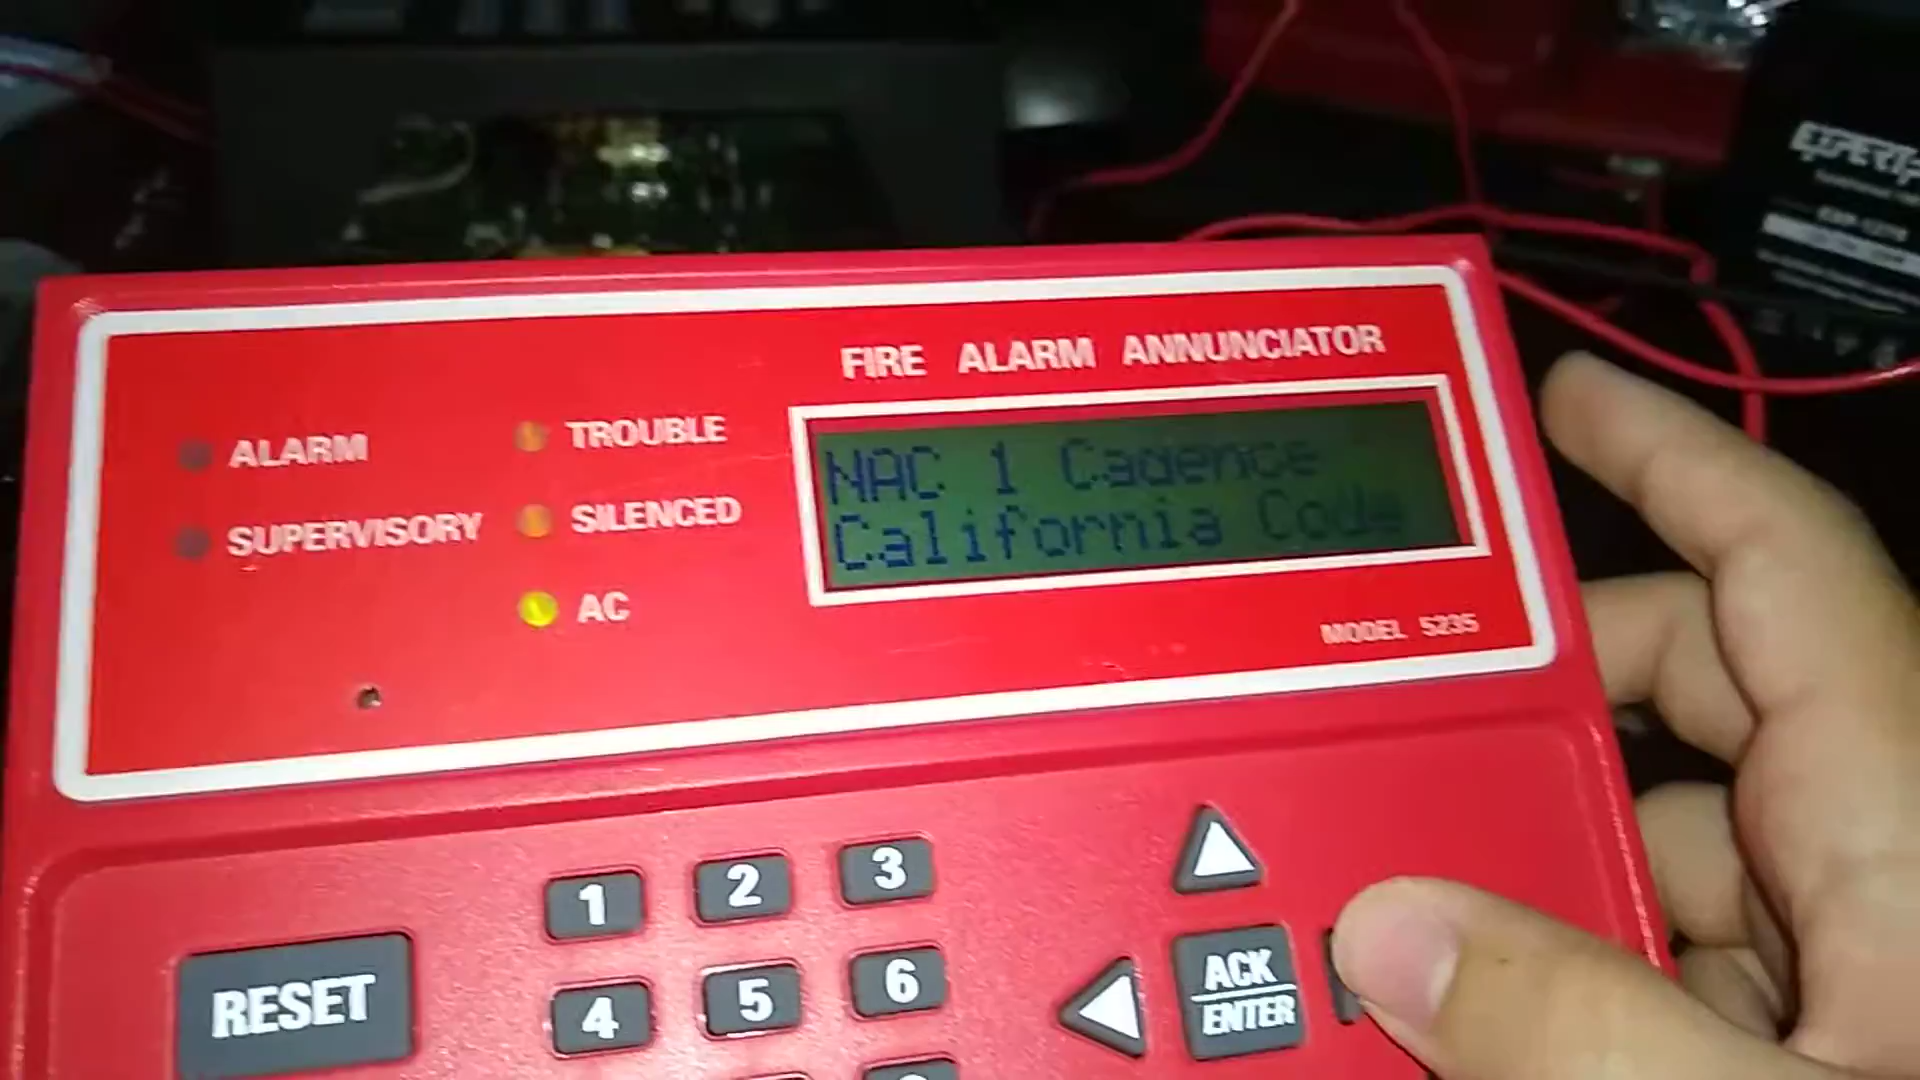 FIRE ALARM ANNUNCIATOR
ALARM
TROUBLE
SUPERVISORY
SILENCED
AC
NAC 1 Cadence
California Code
MODEL 5235
1 2 3
4 5 6
RESET
ACK
ENTER